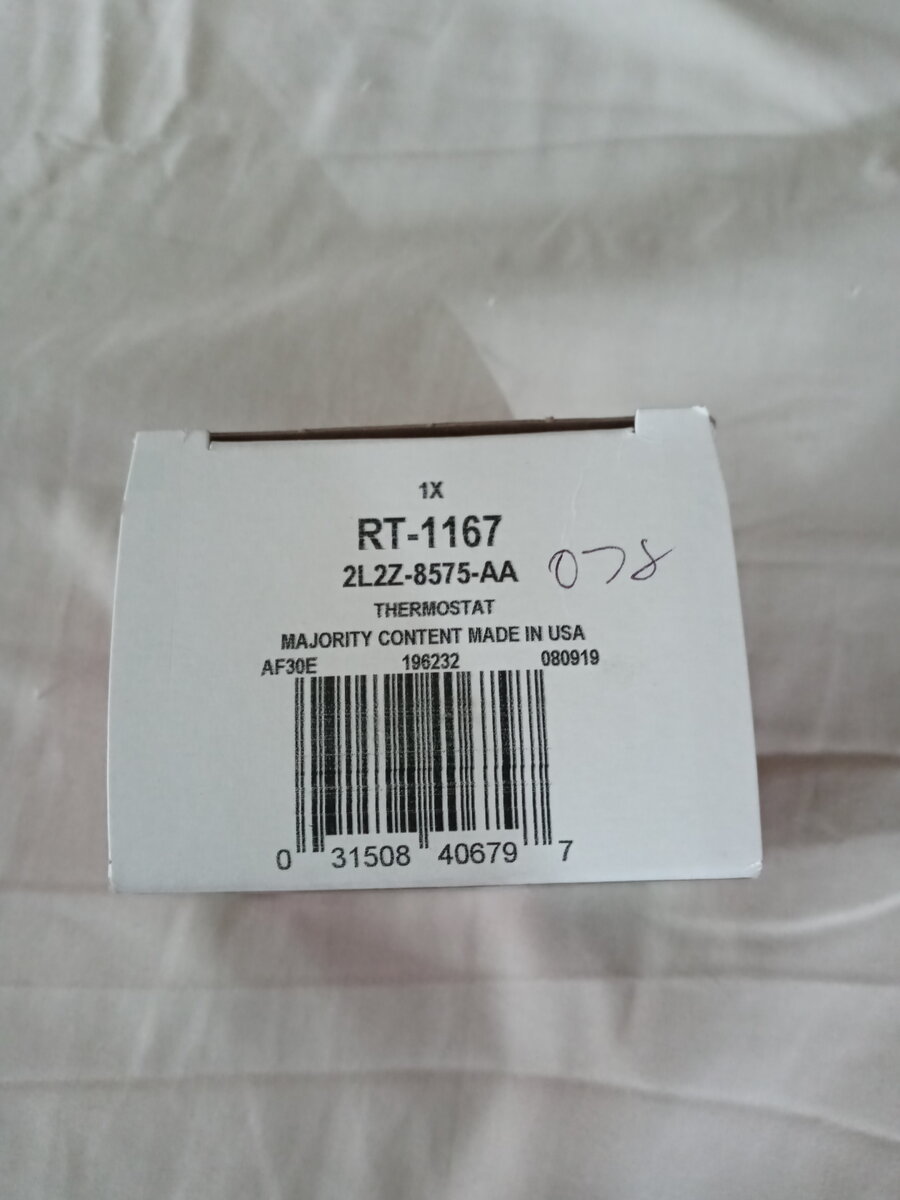 1X
RT-1167
2L2Z-8575-AA 078
THERMOSTAT
MAJORITY CONTENT MADE IN USA
AF30E 196232 080919
0 31508 40679 7